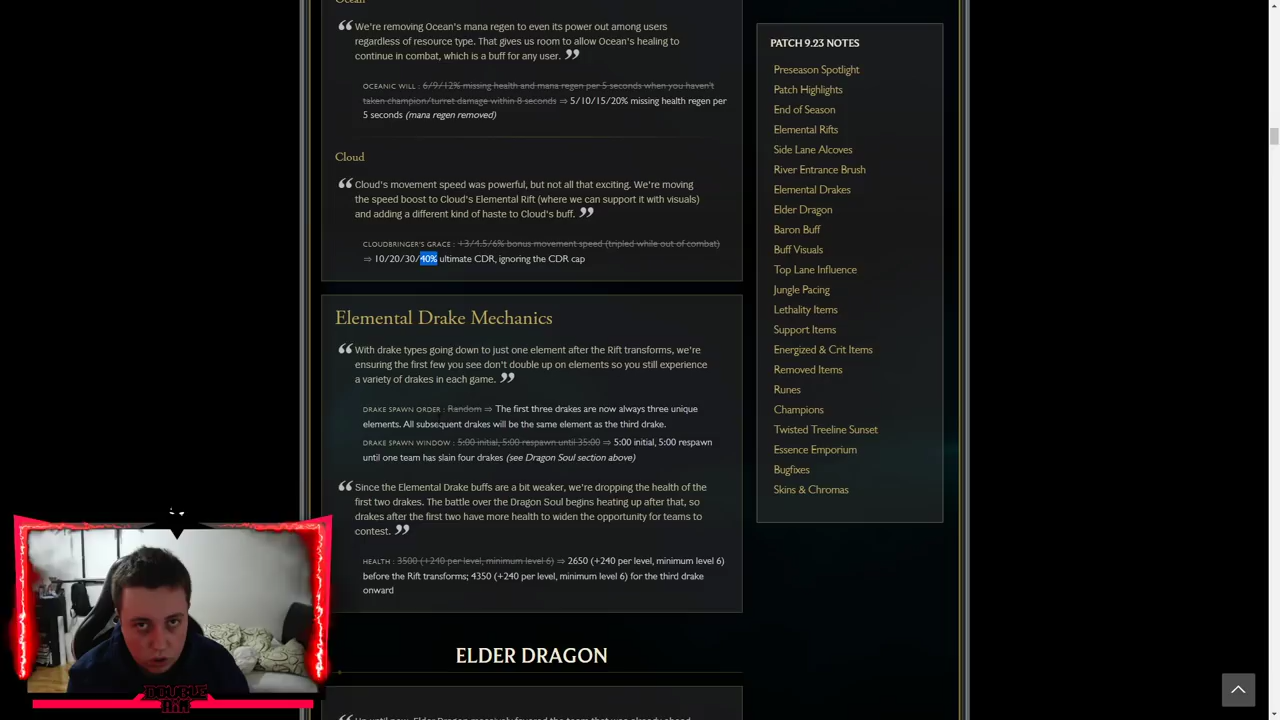 Ocean
We're removing Ocean's mana regen to even its power out among users
regardless of resource type. That gives us room to allow Ocean's healing to
continue in combat, which is a buff for any user.
OCEANIC WILL : 6/9/12% missing health and mana regen per 5 seconds when you haven't
taken champion/turret damage within 8 seconds ⇒ 5/10/15/20% missing health regen per
5 seconds (mana regen removed)
Cloud
Cloud's movement speed was powerful, but not all that exciting. We're moving
the speed boost to Cloud's Elemental Rift (where we can support it with visuals)
and adding a different kind of haste to Cloud's buff.
CLOUDBRINGER'S GRACE : +3/4.5/6% bonus movement speed (tripled while out of combat)
⇒ 10/20/30/40% ultimate CDR, ignoring the CDR cap
Elemental Drake Mechanics
With drake types going down to just one element after the Rift transforms, we're
ensuring the first few you see don't double up on elements so you still experience
a variety of drakes in each game.
DRAKE SPAWN ORDER : Random ⇒ The first three drakes are now always three unique
elements. All subsequent drakes will be the same element as the third drake.
DRAKE SPAWN WINDOW : 5:00 initial, 5:00 respawn until 35:00 ⇒ 5:00 initial, 5:00 respawn
until one team has slain four drakes (see Dragon Soul section above)
Since the Elemental Drake buffs are a bit weaker, we're dropping the health of the
first two drakes. The battle over the Dragon Soul begins heating up after that, so
drakes after the first two have more health to widen the opportunity for teams to
contest.
HEALTH : 3500 (+240 per level, minimum level 6) ⇒ 2650 (+240 per level, minimum level 6)
before the Rift transforms; 4350 (+240 per level, minimum level 6) for the third drake
onward
ELDER DRAGON
PATCH 9.23 NOTES
Preseason Spotlight
Patch Highlights
End of Season
Elemental Rifts
Side Lane Alcoves
River Entrance Brush
Elemental Drakes
Elder Dragon
Baron Buff
Buff Visuals
Top Lane Influence
Jungle Pacing
Lethality Items
Support Items
Energized & Crit Items
Removed Items
Runes
Champions
Twisted Treeline Sunset
Essence Emporium
Bugfixes
Skins & Chromas